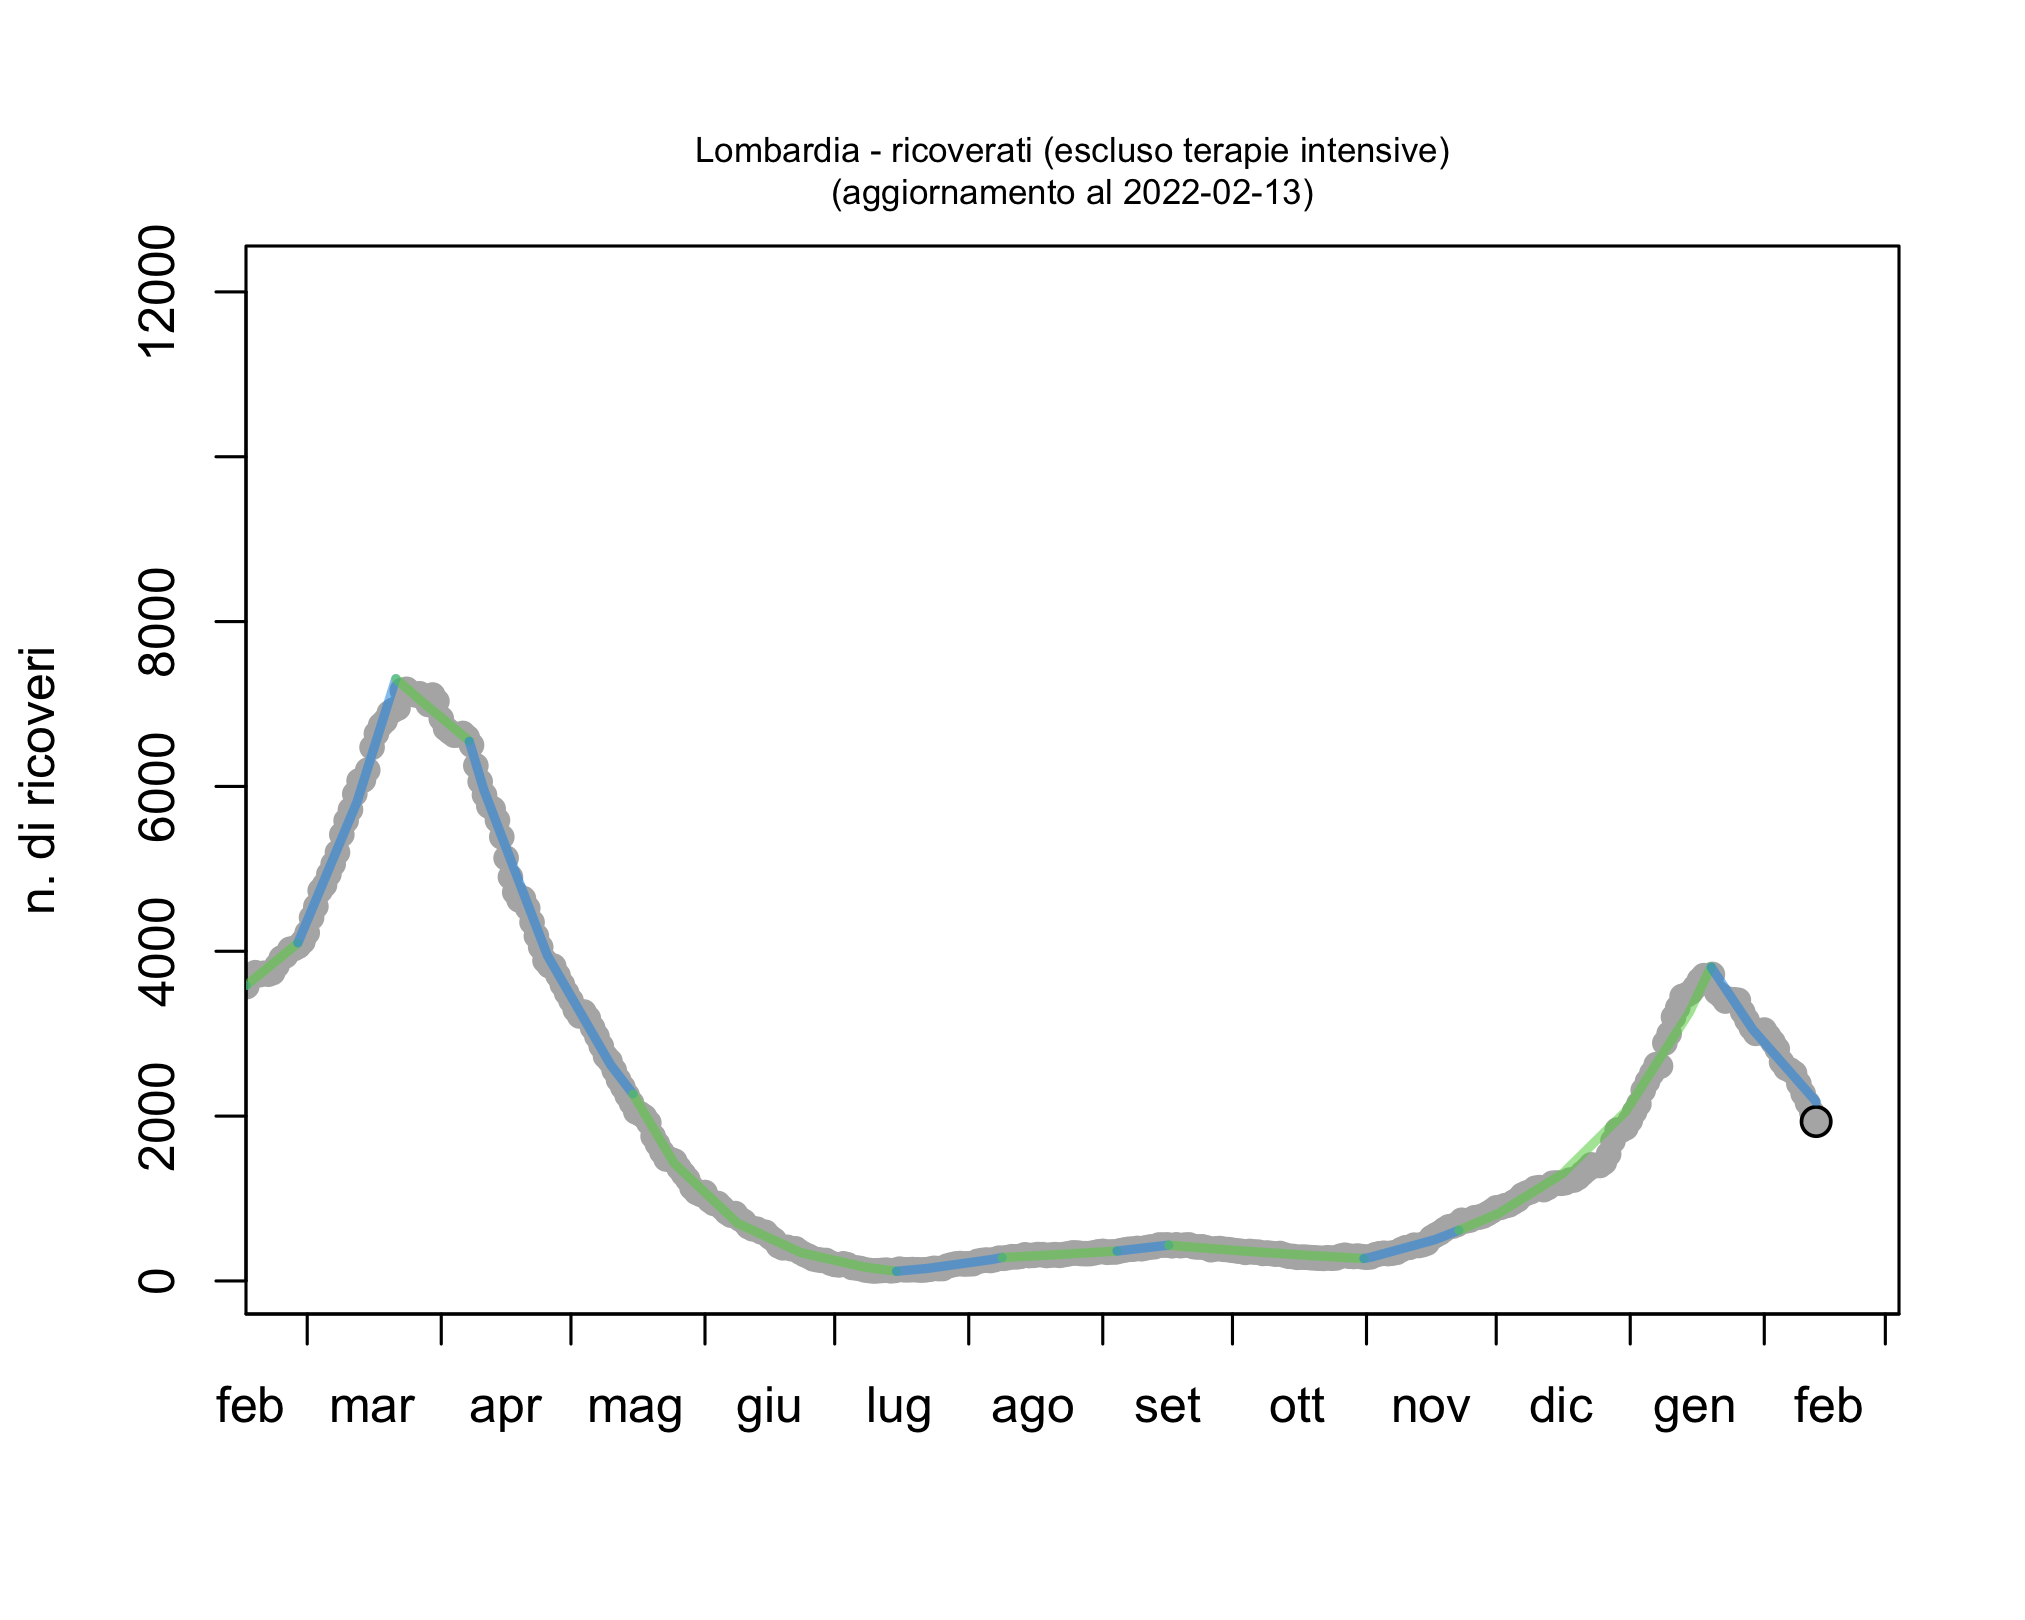 Lombardia - ricoverati (escluso terapie intensive)
(aggiornamento al 2022-02-13)
n. di ricoveri
12000
8000
6000
4000
2000
0
feb mar apr mag giu lug ago set ott nov dic gen feb